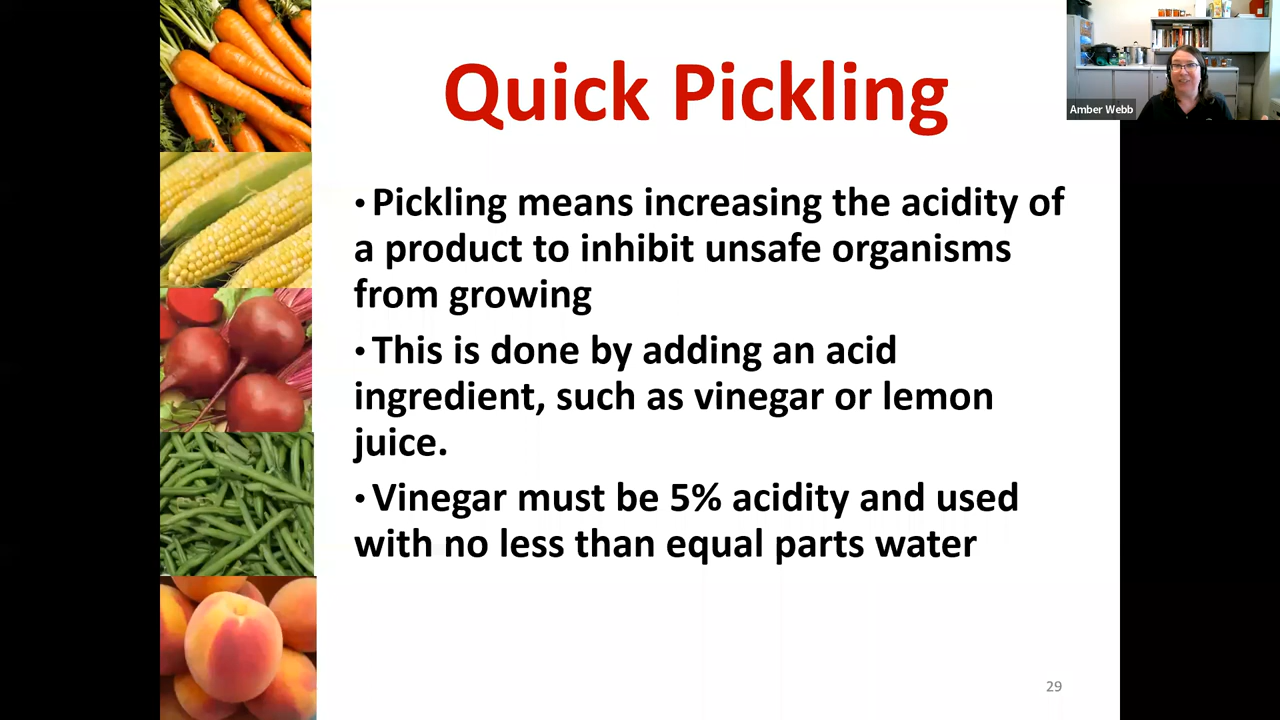 Quick Pickling
Amber Webb
• Pickling means increasing the acidity of
a product to inhibit unsafe organisms
from growing
• This is done by adding an acid
ingredient, such as vinegar or lemon
juice.
• Vinegar must be 5% acidity and used
with no less than equal parts water
29